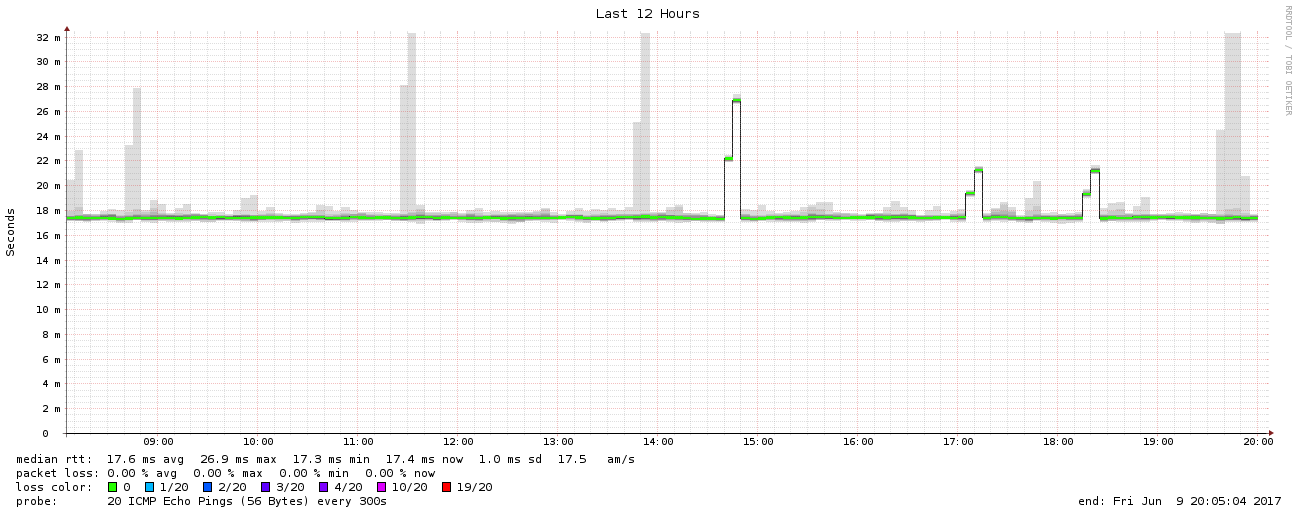 Last 12 Hours
RRDTOOL / TOBI OETIKER
Seconds
32 m
30 m
28 m
26 m
24 m
22 m
20 m
18 m
16 m
14 m
12 m
10 m
8 m
6 m
4 m
2 m
0
09:00 10:00 11:00 12:00 13:00 14:00 15:00 16:00 17:00 18:00 19:00 20:00
median rtt: 17.6 ms avg 26.9 ms max 17.3 ms min 17.4 ms now 1.0 ms sd 17.5 am/s
packet loss: 0.00 % avg 0.00 % max 0.00 % min 0.00 % now
loss color: 0 1/20 2/20 3/20 4/20 10/20 19/20
probe: 20 ICMP Echo Pings (56 Bytes) every 300s end: Fri Jun 9 20:05:04 2017